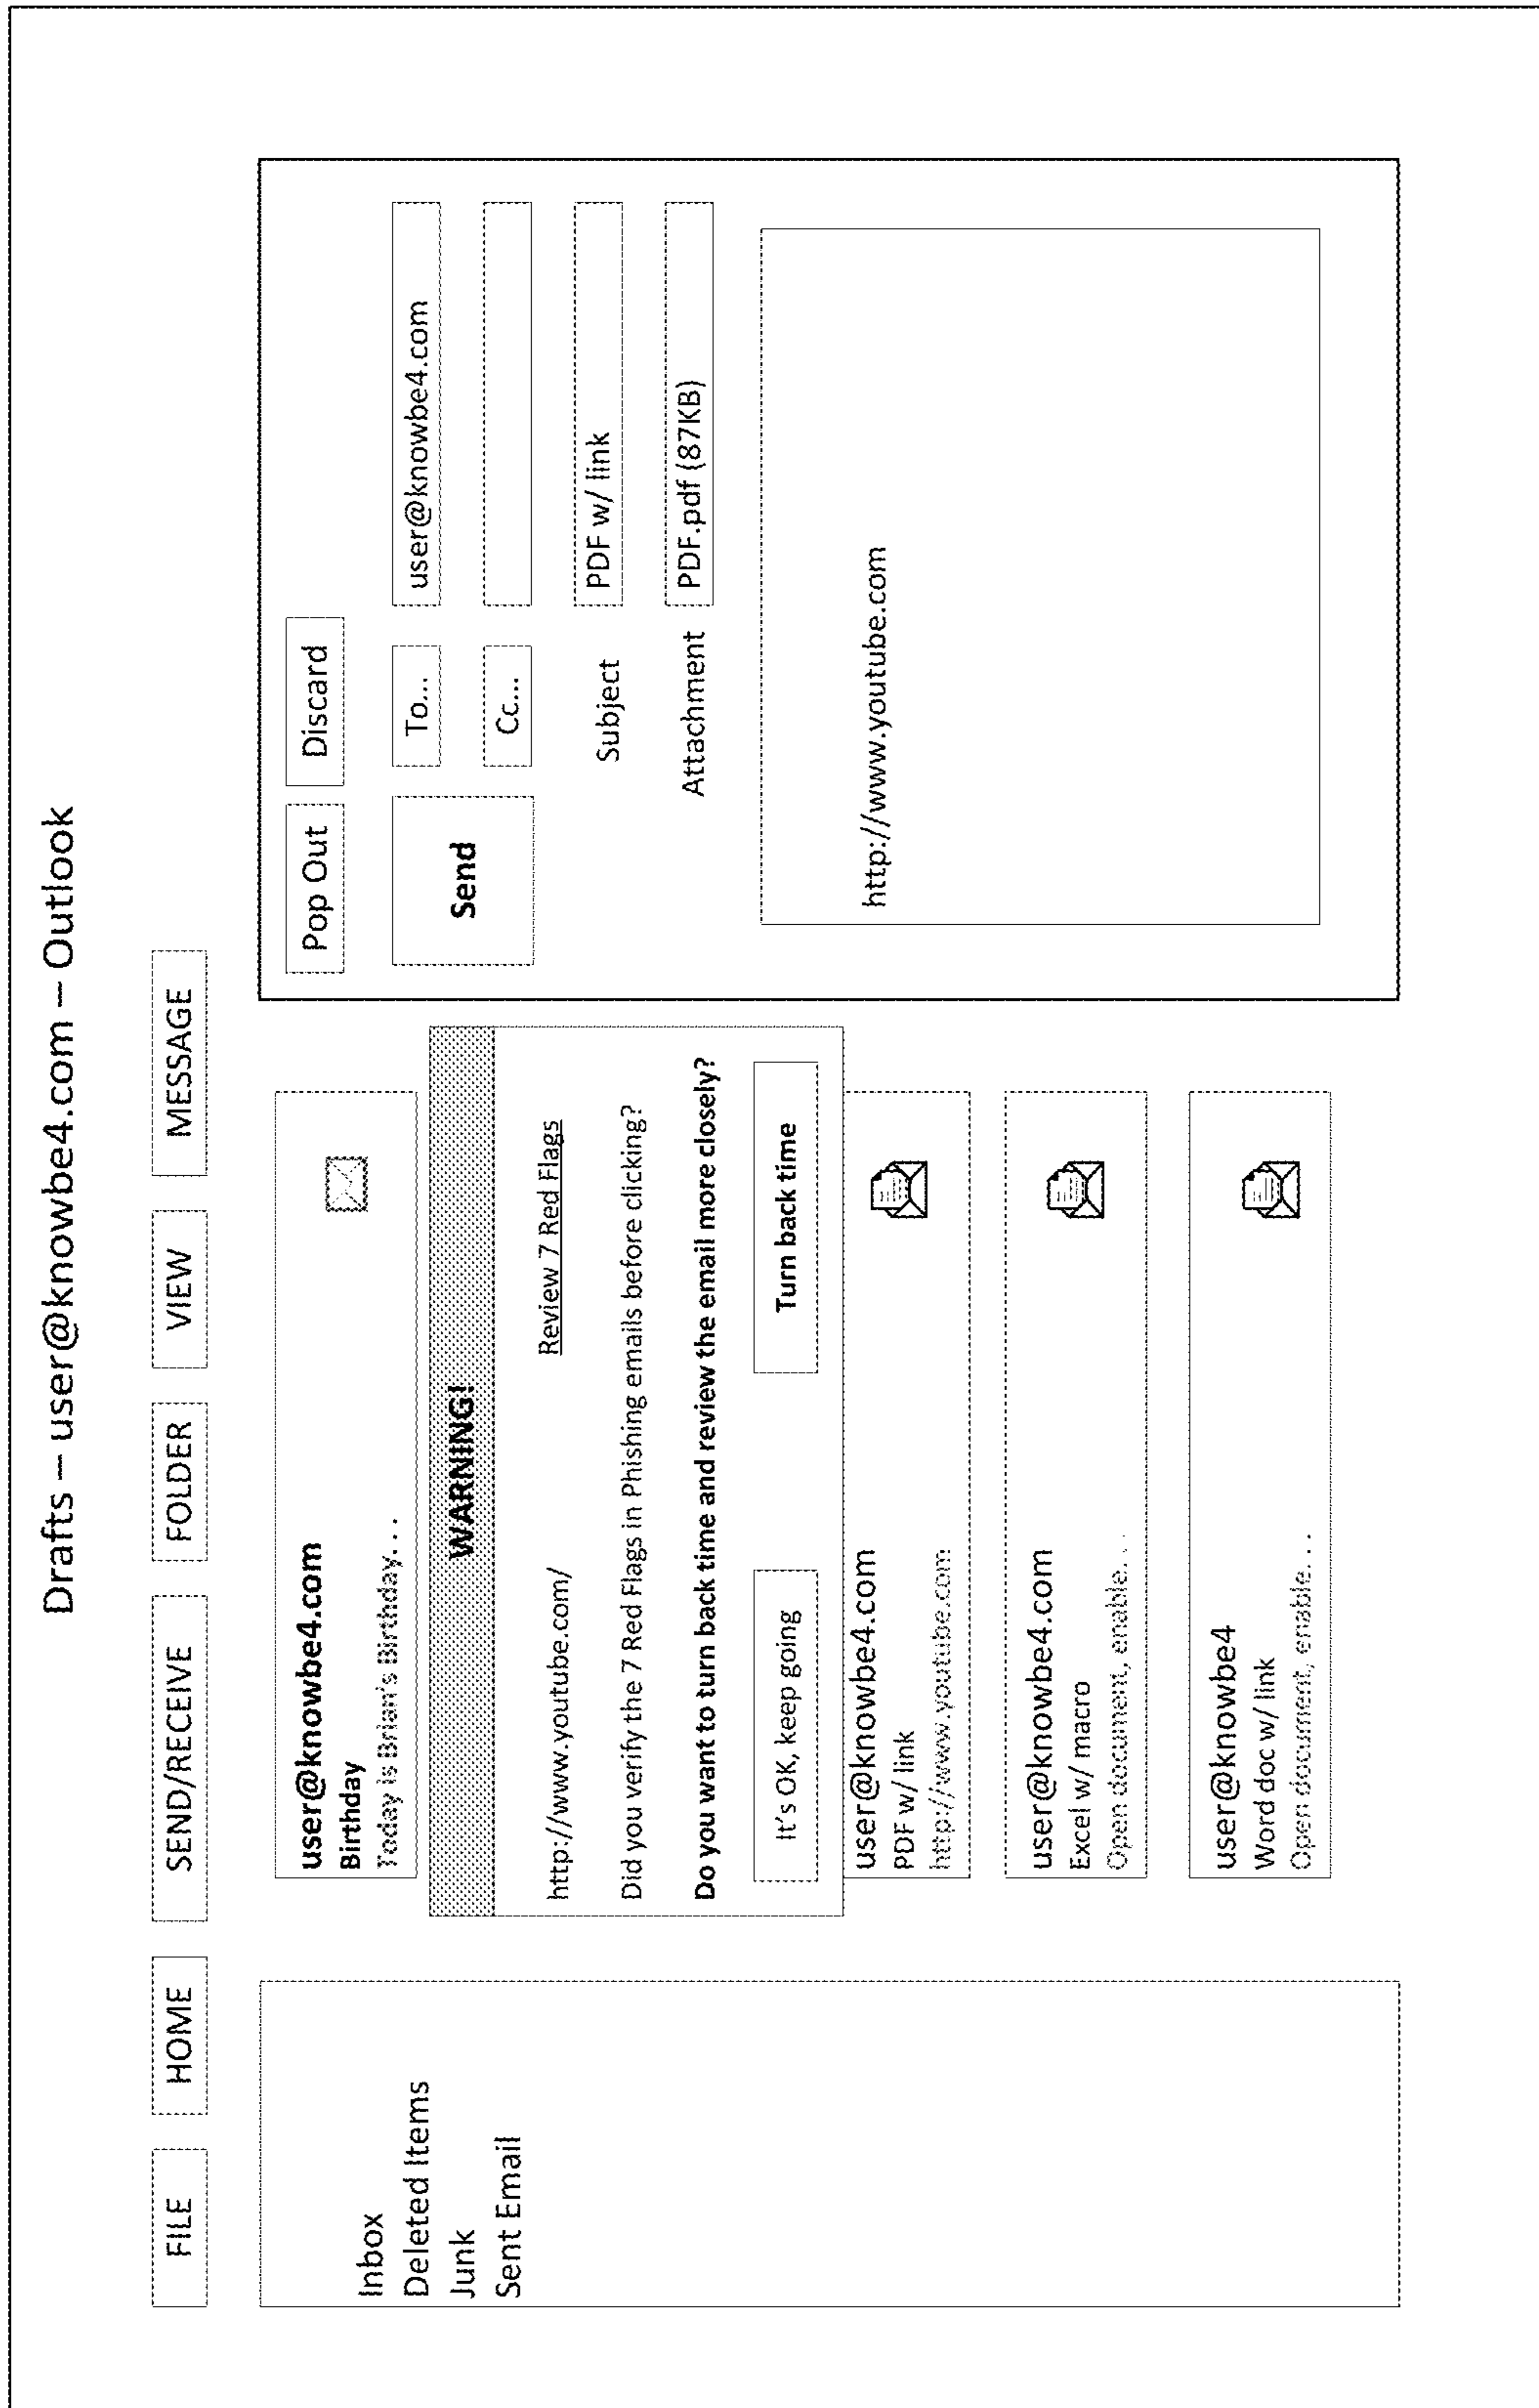 Drafts – user@knowbe4.com – Outlook
FILE
HOME
SEND/RECEIVE
FOLDER
VIEW
MESSAGE
Inbox
Deleted Items
Junk
Sent Email
user@knowbe4.com
Birthday
Today is Brian's Birthday...
WARNING!
http://www.youtube.com/
Review 7 Red Flags
Did you verify the 7 Red Flags in Phishing emails before clicking?
Do you want to turn back time and review the email more closely?
It's OK, keep going
Turn back time
user@knowbe4.com
PDF w/ link
http://www.youtube.com
user@knowbe4.com
Excel w/ macro
Open document, enable...
user@knowbe4
Word doc w/ link
Open document, enable...
Pop Out
Discard
Send
To...
user@knowbe4.com
Cc...
Subject
PDF w/ link
Attachment
PDF.pdf (87KB)
http://www.youtube.com